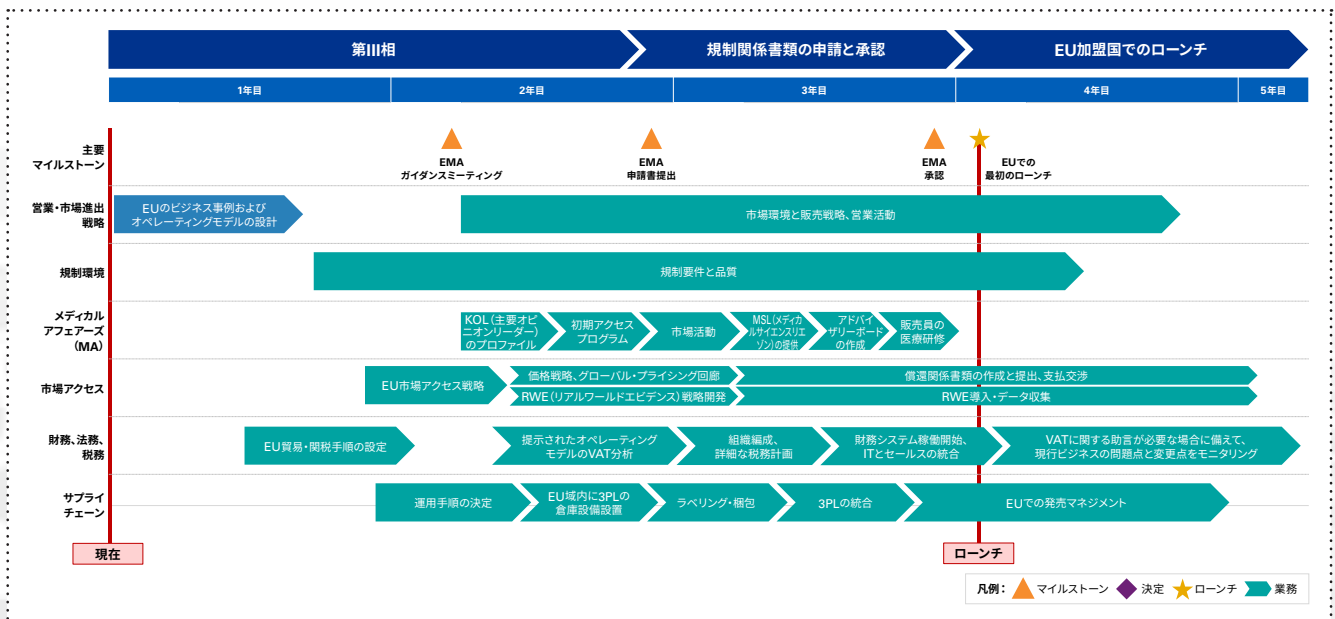 第III相
規制関係書類の申請と承認
EU加盟国でのローンチ
1年目
2年目
3年目
4年目
5年目
主要
マイルストーン
EMA
ガイダンスミーティング
EMA
申請書提出
EMA
承認
EUでの
最初のローンチ
営業・市場進出
戦略
EUのビジネス事例および
オペレーティングモデルの設計
市場環境と販売戦略、営業活動
規制環境
規制要件と品質
メディカル
アフェアーズ
(MA)
KOL(主要オピ
ニオンリーダー)
のプロファイル
初期アクセス
プログラム
市場活動
MSL(メディカ
ルサイエンスリエ
ゾン)の提供
アドバイ
ザリーボード
の作成
販売員の
医療研修
市場アクセス
EU市場アクセス戦略
価格戦略、グローバル・プライシング回廊
償還関係書類の作成と提出、支払交渉
RWE(リアルワールドエビデンス)戦略開発
RWE導入・データ収集
財務、法務、
税務
EU貿易・関税手順の設定
提示されたオペレーティング
モデルのVAT分析
組織編成、
詳細な税務計画
財務システム稼働開始、
ITとセールスの統合
VATに関する助言が必要な場合に備えて、
現行ビジネスの問題点と変更点をモニタリング
サプライ
チェーン
運用手順の決定
EU域内に3PLの
倉庫設備設置
ラベリング・梱包
3PLの統合
EUでの発売マネジメント
現在
ローンチ
凡例:
マイルストーン
決定
ローンチ
業務